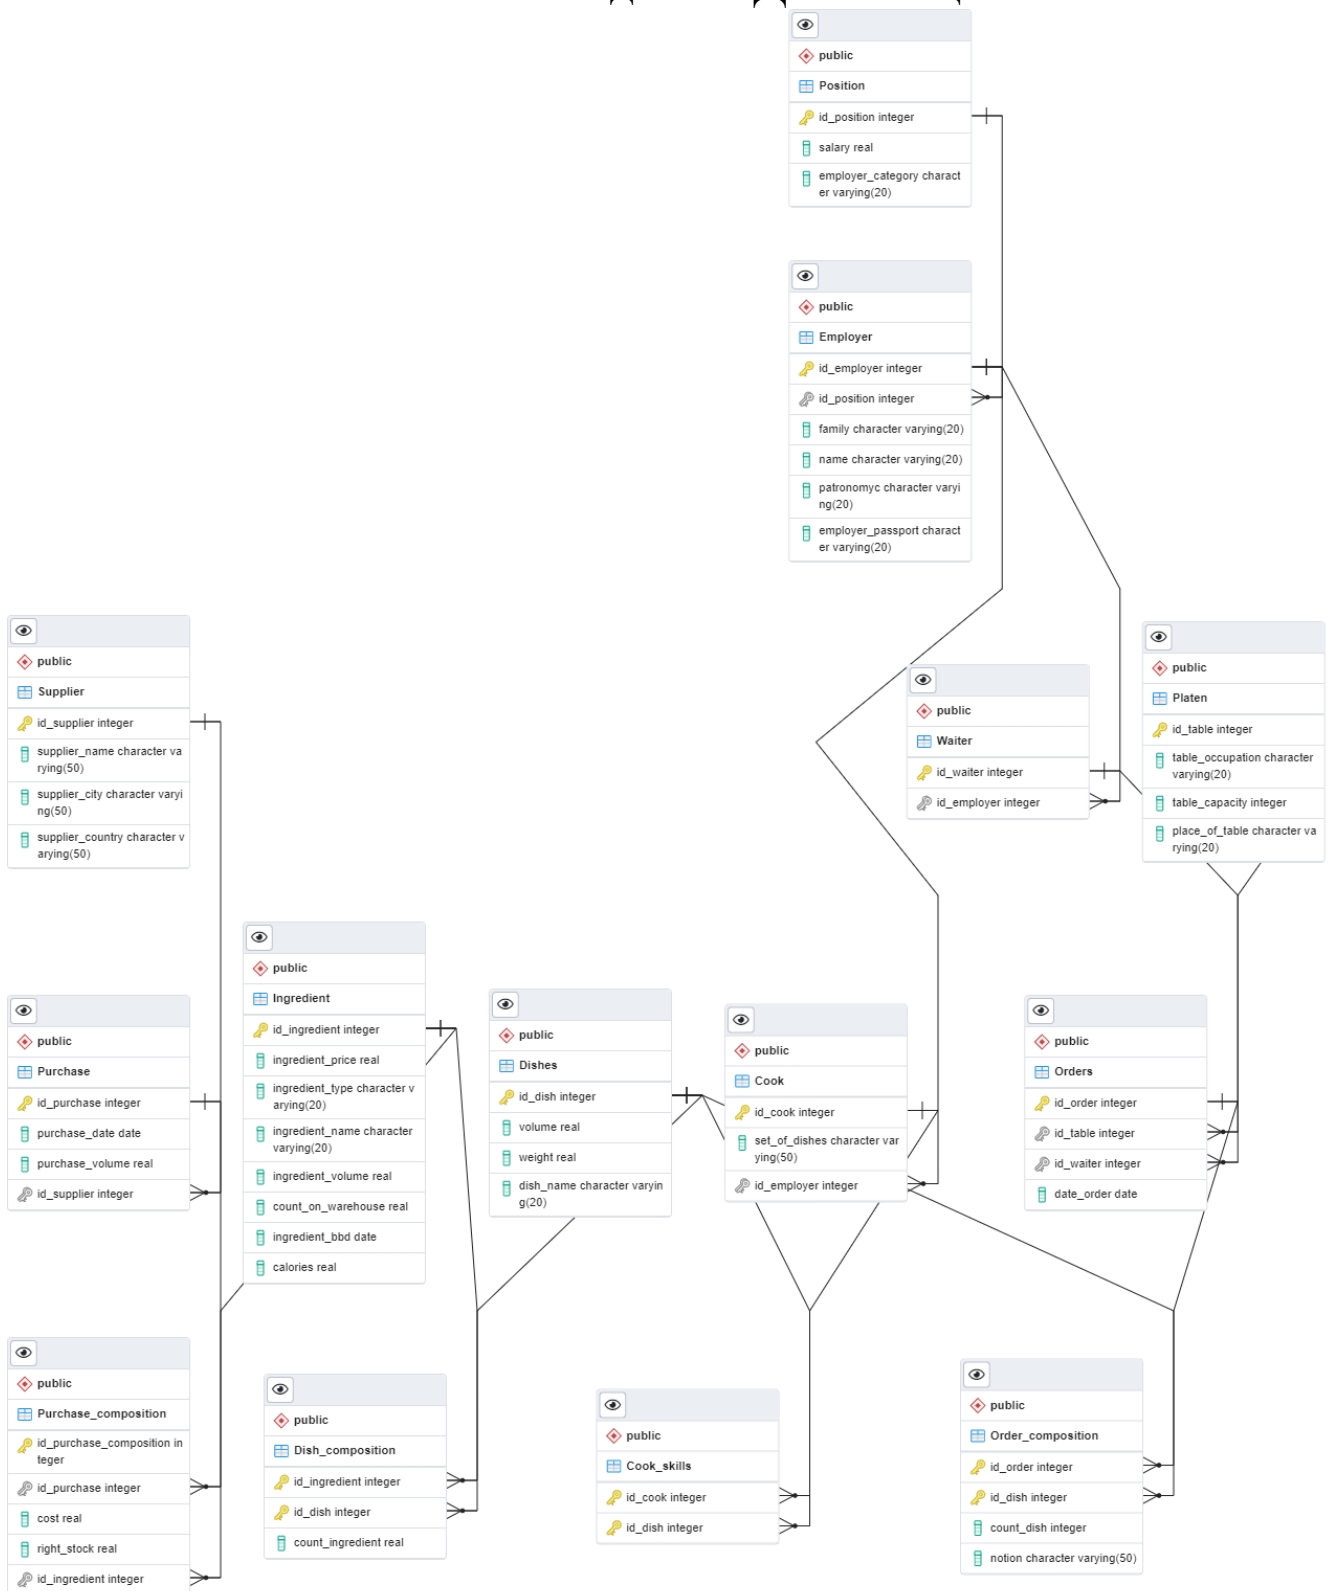 public
Position
id_position integer
salary real
employer_category charact
er varying(20)
public
Employer
id_employer integer
id_position integer
family character varying(20)
name character varying(20)
patronomyc character varyi
ng(20)
employer_passport charact
er varying(20)
public
Supplier
id_supplier integer
supplier_name character va
rying(50)
supplier_city character varyi
ng(50)
supplier_country character v
arying(50)
public
Waiter
id_waiter integer
id_employer integer
public
Platen
id_table integer
table_occupation character
varying(20)
table_capacity integer
place_of_table character va
rying(20)
public
Purchase
id_purchase integer
purchase_date date
purchase_volume real
id_supplier integer
public
Ingredient
id_ingredient integer
ingredient_price real
ingredient_type character v
arying(20)
ingredient_name character
varying(20)
ingredient_volume real
count_on_warehouse real
ingredient_bbd date
calories real
public
Dishes
id_dish integer
volume real
weight real
dish_name character varyin
g(20)
public
Cook
id_cook integer
set_of_dishes character var
ying(50)
id_employer integer
public
Orders
id_order integer
id_table integer
id_waiter integer
date_order date
public
Purchase_composition
id_purchase_composition in
teger
id_purchase integer
cost real
right_stock real
id_ingredient integer
public
Dish_composition
id_ingredient integer
id_dish integer
count_ingredient real
public
Cook_skills
id_cook integer
id_dish integer
public
Order_composition
id_order integer
id_dish integer
count_dish integer
notion character varying(50)